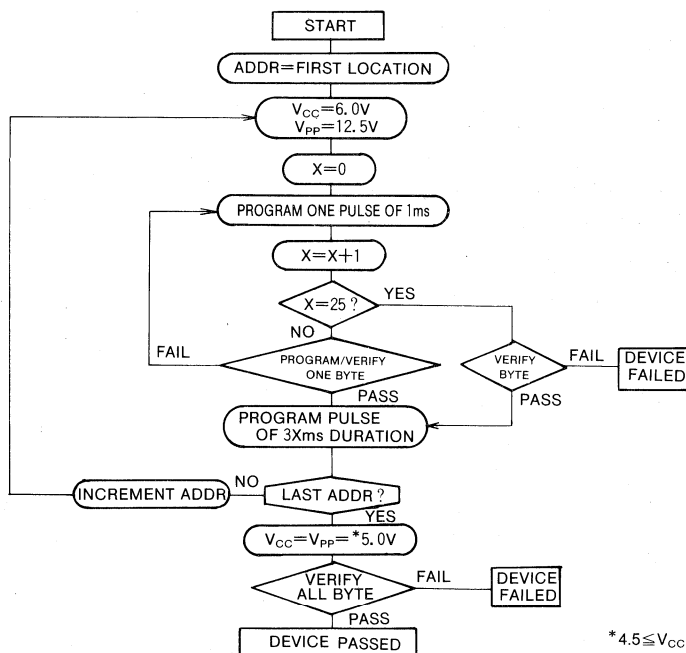 START
ADDR=FIRST LOCATION
VCC=6.0V
VPP=12.5V
X=0
PROGRAM ONE PULSE OF 1ms
X=X+1
X=25?
YES
NO
FAIL
PROGRAM/VERIFY
ONE BYTE
PASS
VERIFY
BYTE
FAIL
DEVICE
FAILED
PASS
PROGRAM PULSE
OF 3Xms DURATION
INCREMENT ADDR
NO
LAST ADDR?
YES
VCC=VPP=*5.0V
VERIFY
ALL BYTE
FAIL
DEVICE
FAILED
PASS
DEVICE PASSED
*4.5≦VCC